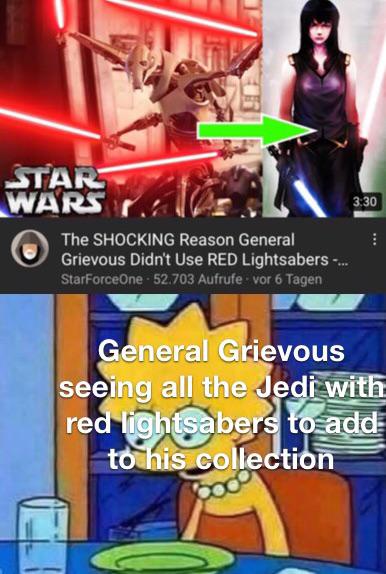 STAR
WARS
3:30
The SHOCKING Reason General
Grievous Didn't Use RED Lightsabers -...
StarForceOne · 52.703 Aufrufe · vor 6 Tagen
General Grievous
seeing all the Jedi with
red lightsabers to add
to his collection